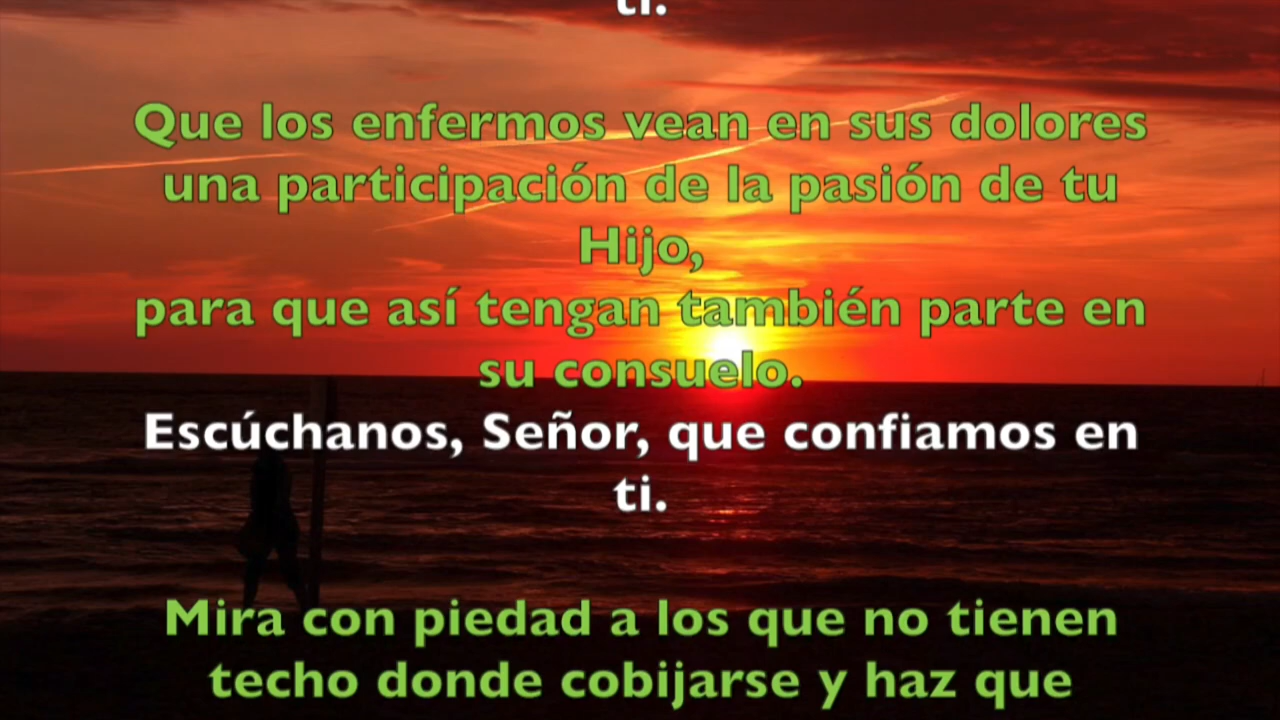 ti.
Que los enfermos vean en sus dolores
una participación de la pasión de tu
Hijo,
para que así tengan también parte en
su consuelo.
Escúchanos, Señor, que confiamos en
ti.
Mira con piedad a los que no tienen
techo donde cobijarse y haz que